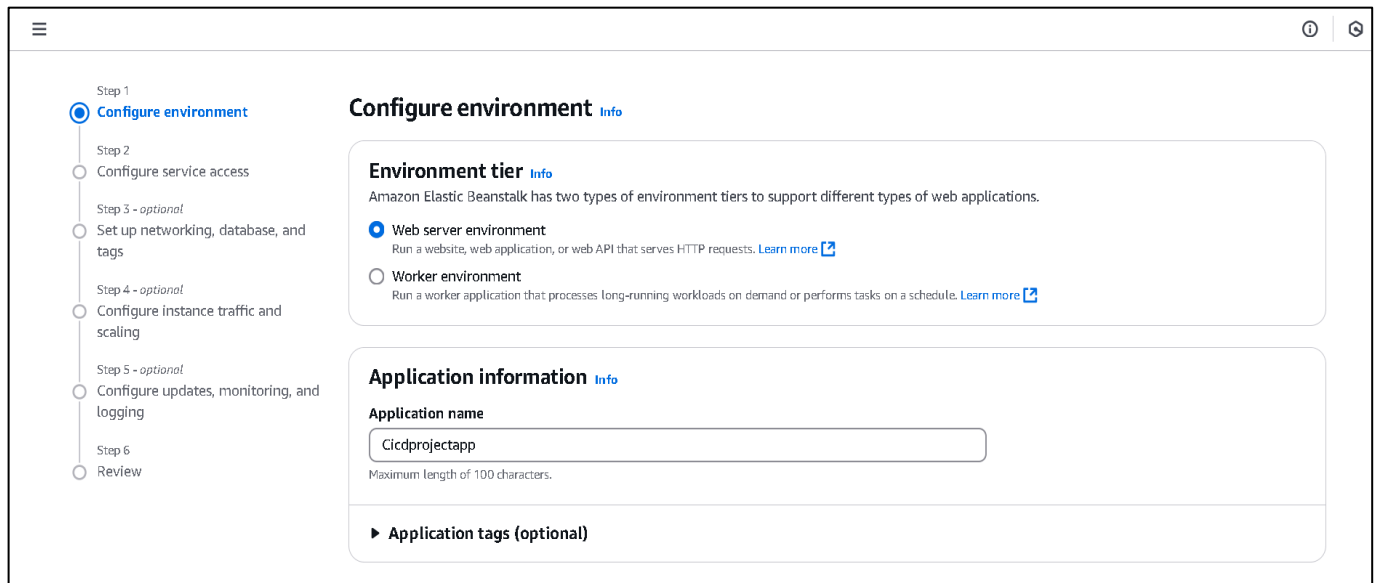 Step 1
Configure environment
Step 2
Configure service access
Step 3 - optional
Set up networking, database, and
tags
Step 4 - optional
Configure instance traffic and
scaling
Step 5 - optional
Configure updates, monitoring, and
logging
Step 6
Review
Configure environment Info
Environment tier Info
Amazon Elastic Beanstalk has two types of environment tiers to support different types of web applications.
Web server environment
Run a website, web application, or web API that serves HTTP requests. Learn more
Worker environment
Run a worker application that processes long-running workloads on demand or performs tasks on a schedule. Learn more
Application information Info
Application name
Cicdprojectapp
Maximum length of 100 characters.
Application tags (optional)